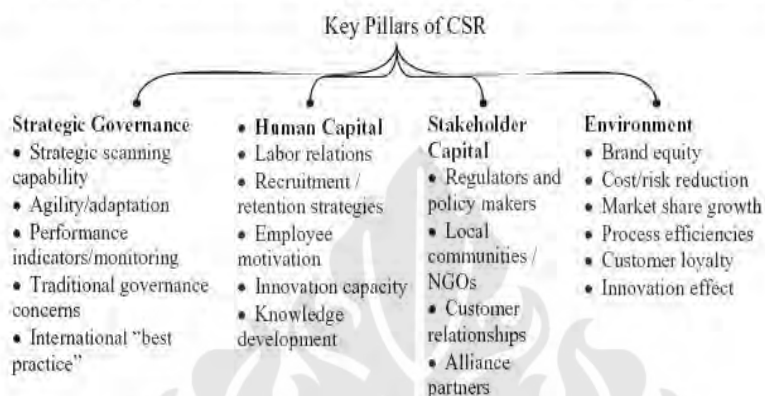 Key Pillars of CSR
Strategic Governance
• Strategic scanning
capability
• Agility/adaptation
• Performance
indicators/monitoring
• Traditional governance
concerns
• International “best
practice”
• Human Capital
• Labor relations
• Recruitment /
retention strategies
• Employee
motivation
• Innovation capacity
• Knowledge
development
Stakeholder
Capital
• Regulators and
policy makers
• Local
communities /
NGOs
• Customer
relationships
• Alliance
partners
Environment
• Brand equity
• Cost/risk reduction
• Market share growth
• Process efficiencies
• Customer loyalty
• Innovation effect